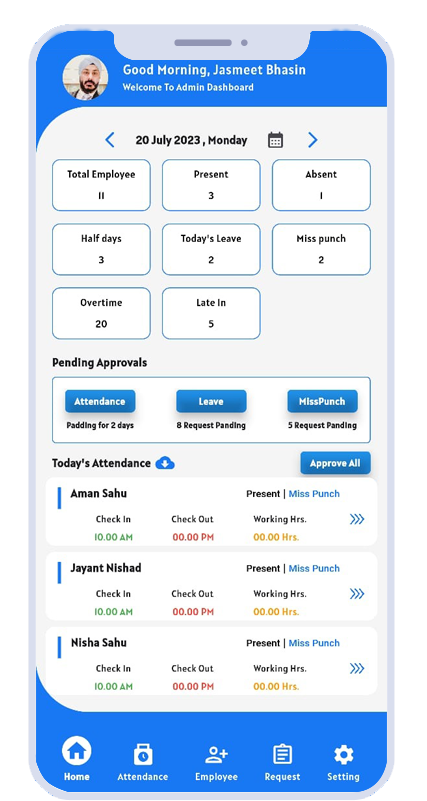 Good Morning, Jasmeet Bhasin
Welcome To Admin Dashboard
20 July 2023 , Monday
Total Employee
11
Present
3
Absent
1
Half days
3
Today's Leave
2
Miss punch
2
Overtime
20
Late In
5
Pending Approvals
Attendance
Leave
MissPunch
Padding for 2 days
8 Request Panding
5 Request Panding
Today's Attendance
Approve All
Aman Sahu
Present | Miss Punch
Check In
Check Out
Working Hrs.
10.00 AM
00.00 PM
00.00 Hrs.
Jayant Nishad
Present | Miss Punch
Check In
Check Out
Working Hrs.
10.00 AM
00.00 PM
00.00 Hrs.
Nisha Sahu
Present | Miss Punch
Check In
Check Out
Working Hrs.
10.00 AM
00.00 PM
00.00 Hrs.
Home
Attendance
Employee
Request
Setting